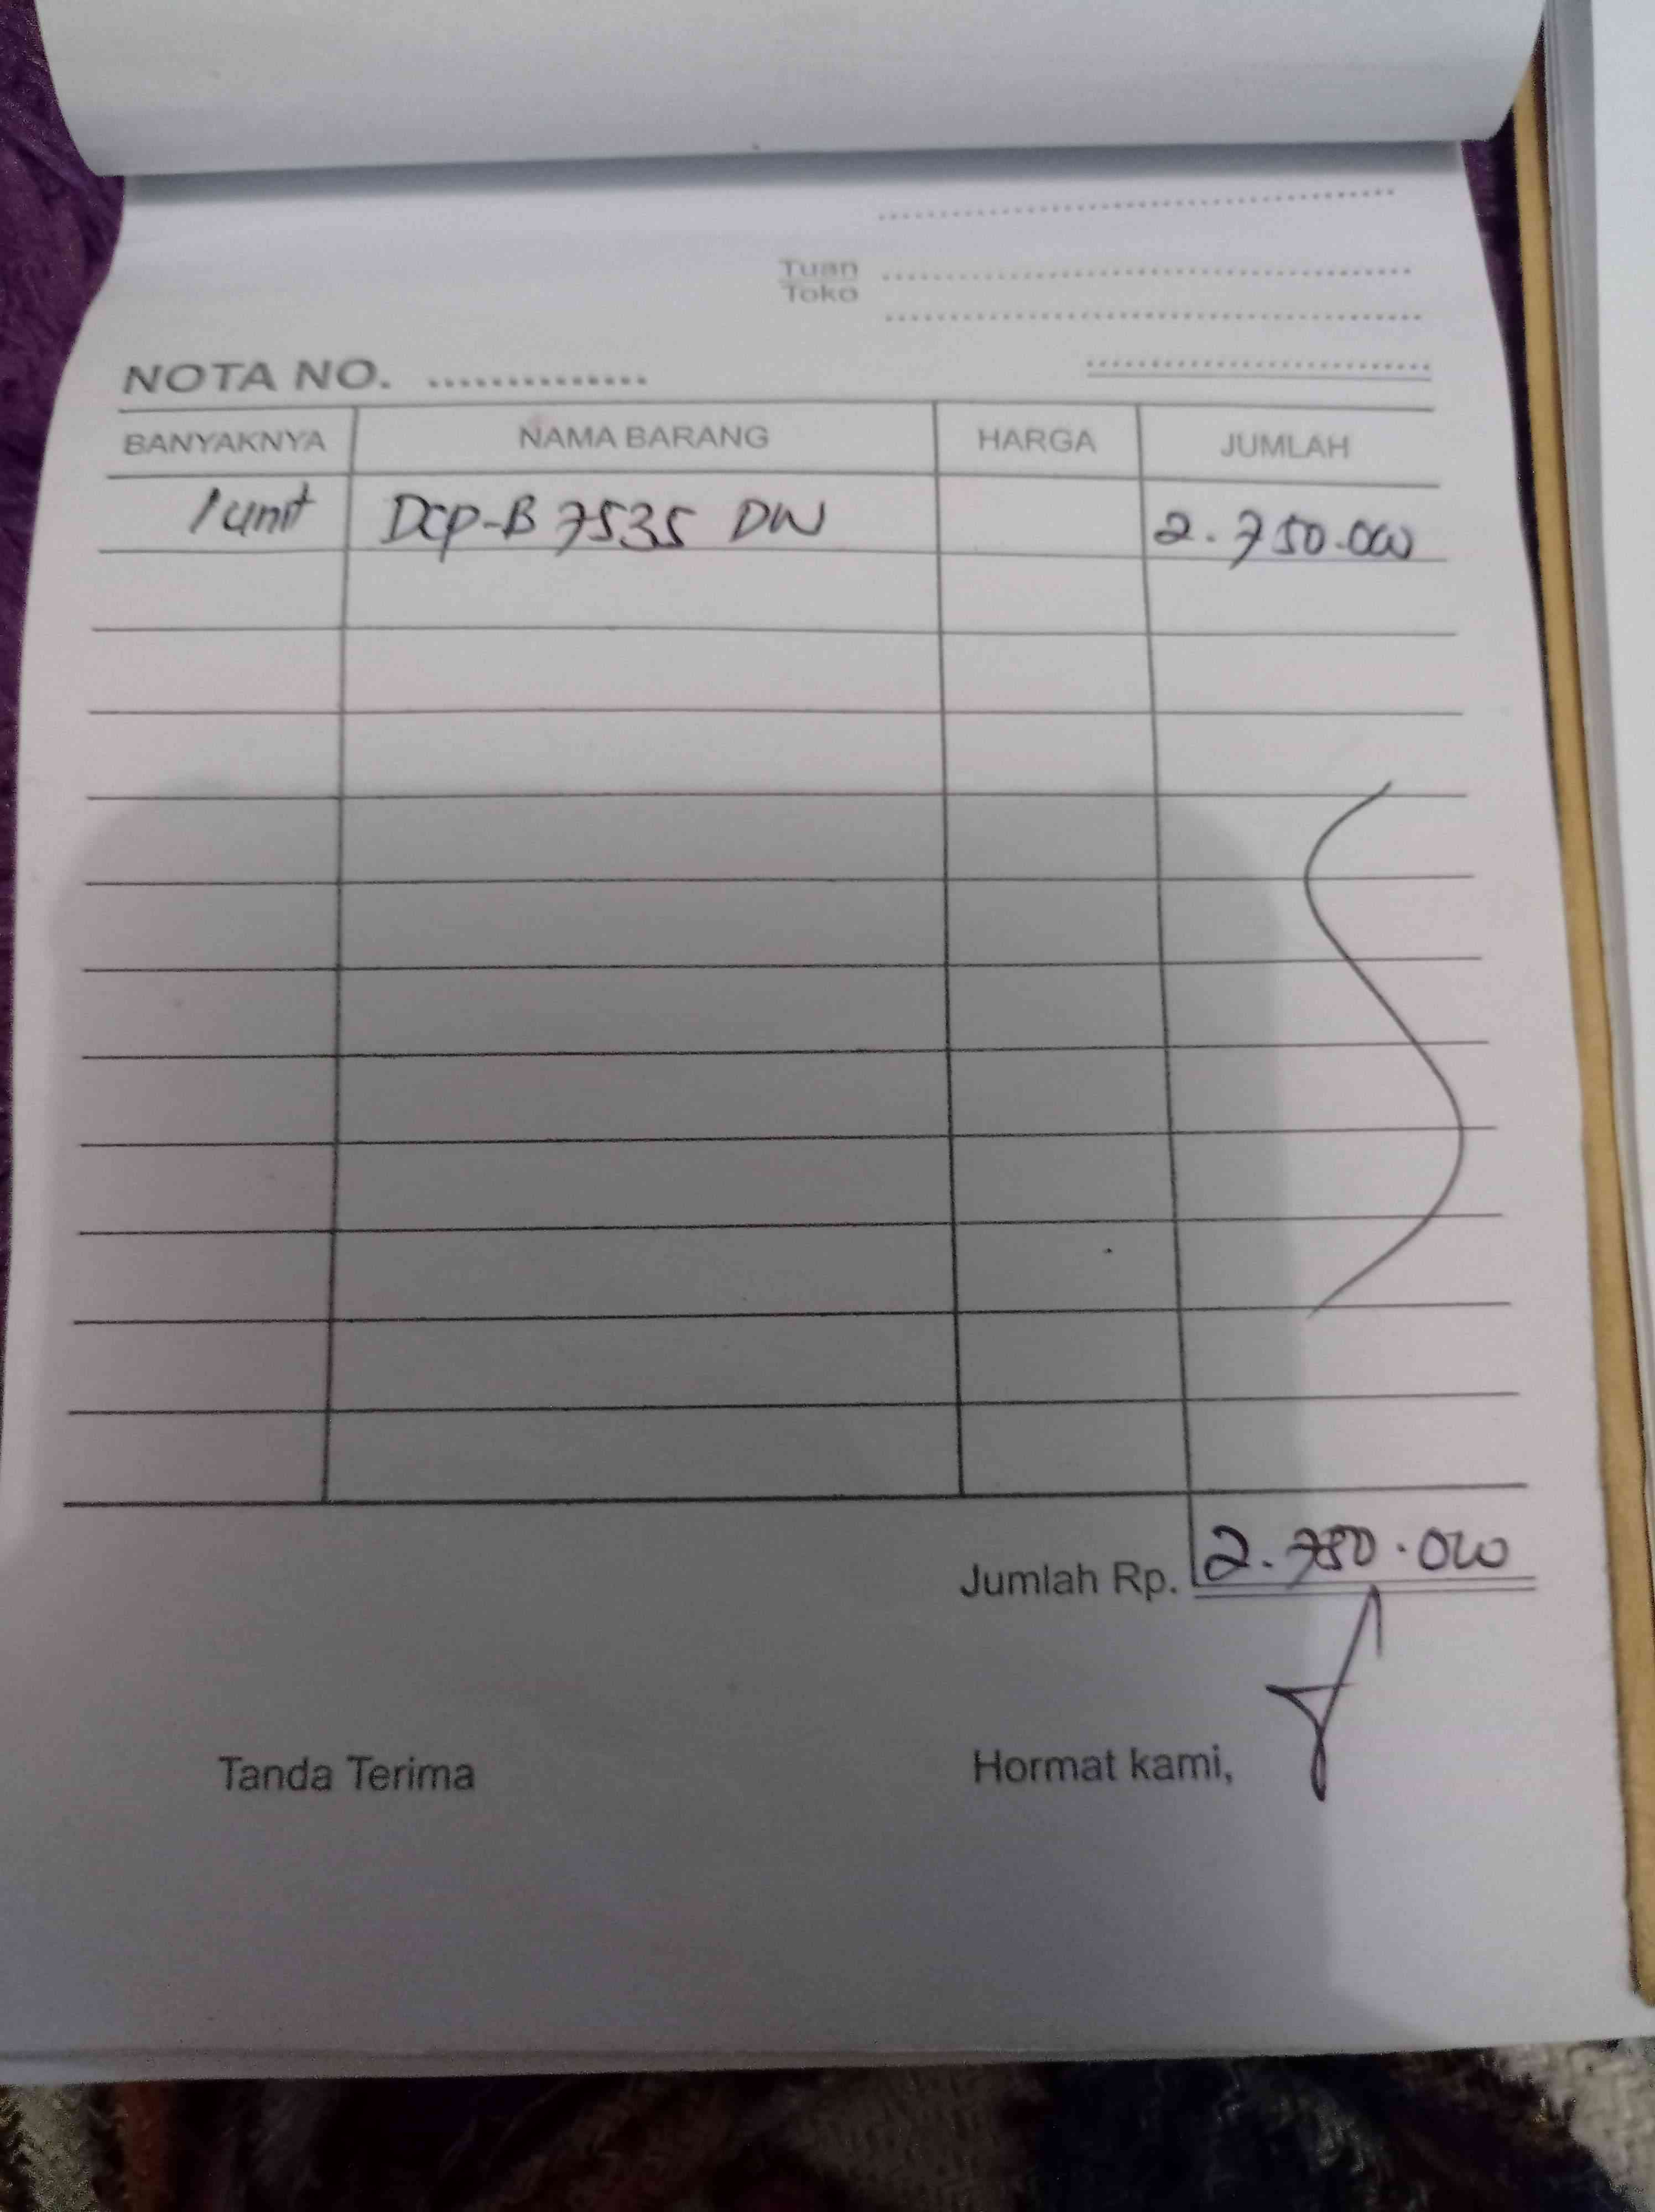 Tuan
Toko
NOTA NO. ...............
BANYAKNYA NAMA BARANG HARGA JUMLAH
1 unit DCP-B 7535 DW 2.750.000
Jumlah Rp. 2.750.000
Tanda Terima Hormat kami,